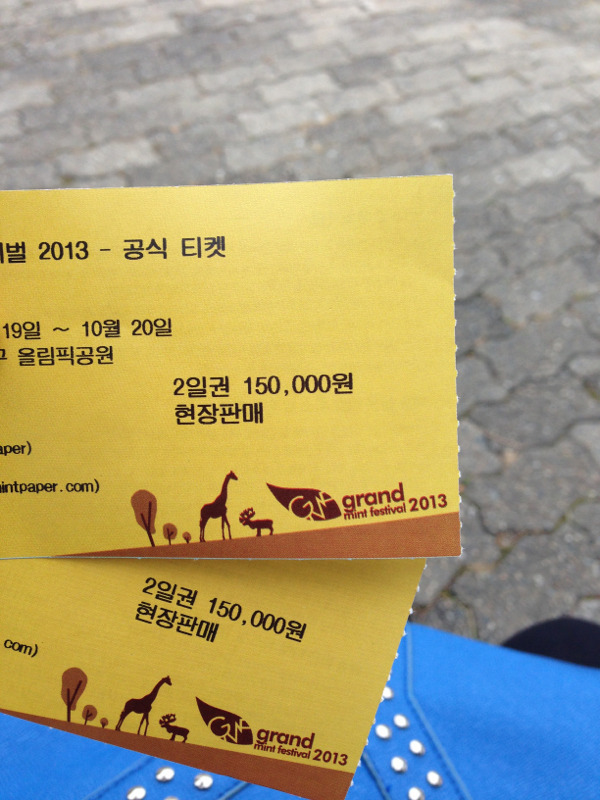 벌 2013 - 공식 티켓
19일 ~ 10월 20일
올림픽공원
2일권 150,000원
현장판매
aper)
intpaper.com)
grand
mint festival 2013
2일권 150,000원
현장판매
com)
grand
mint festival 2013